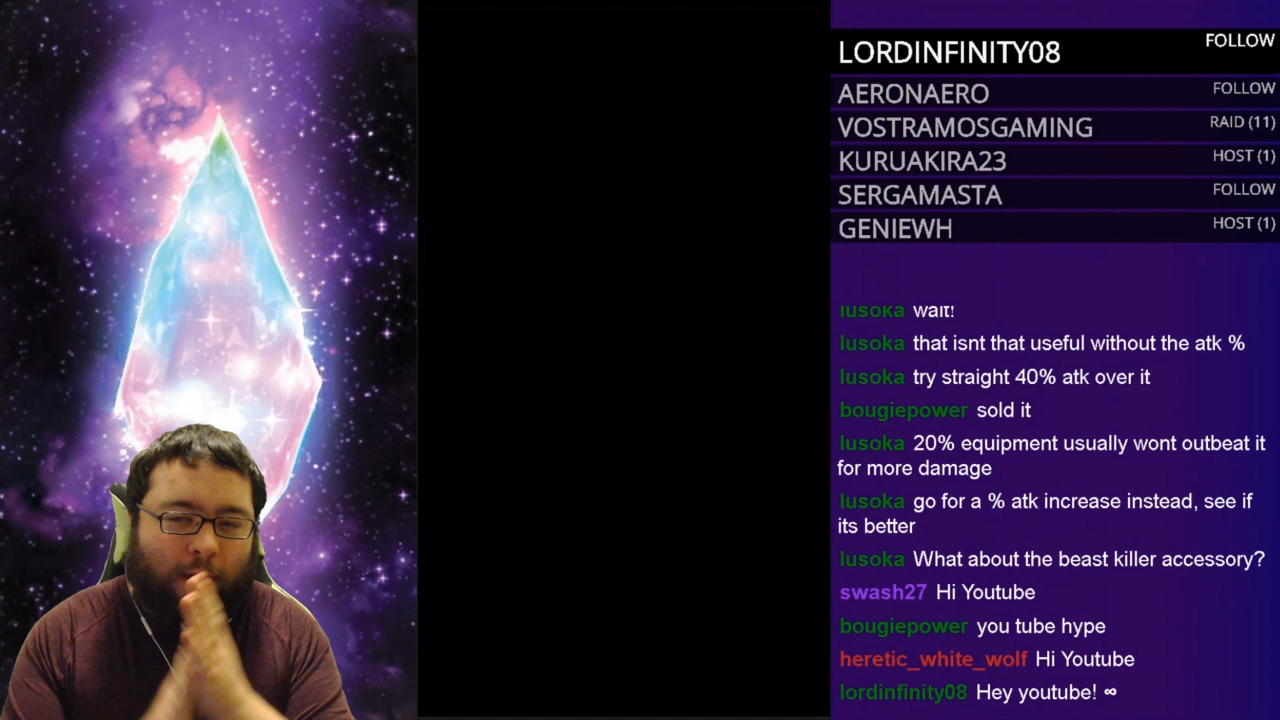 LORDINFINITY08 FOLLOW
AERONAERO FOLLOW
VOSTRAMOSGAMING RAID (11)
KURUAKIRA23 HOST (1)
SERGAMASTA FOLLOW
GENIEWH HOST (1)
lusoka wait!
lusoka that isnt that useful without the atk %
lusoka try straight 40% atk over it
bougiepower sold it
lusoka 20% equipment usually wont outbeat it
for more damage
lusoka go for a % atk increase instead, see if
its better
lusoka What about the beast killer accessory?
swash27 Hi Youtube
bougiepower you tube hype
heretic_white_wolf Hi Youtube
lordinfinity08 Hey youtube! ∞